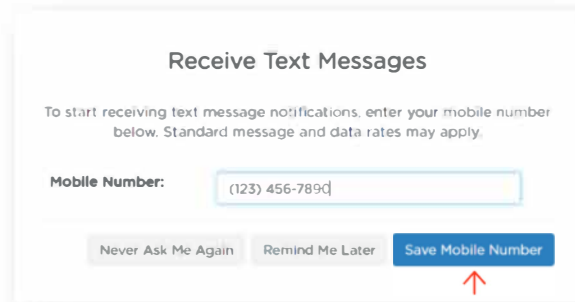 Receive Text Messages
To start receiving text message notifications, enter your mobile number
below. Standard message and data rates may apply.
Mobile Number:
(123) 456-7890
Never Ask Me Again
Remind Me Later
Save Mobile Number